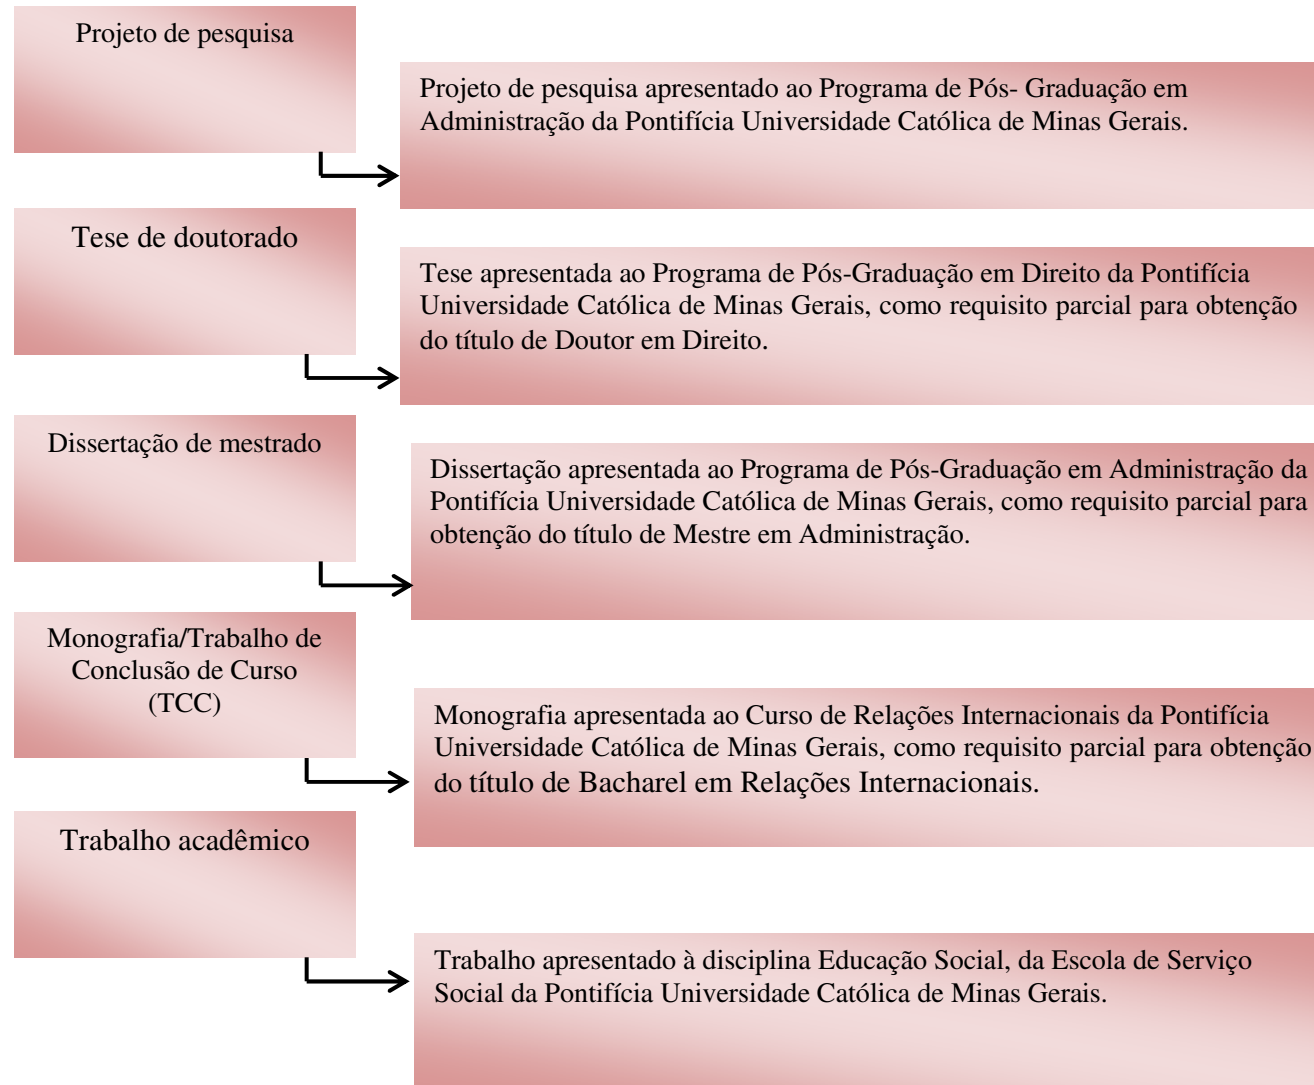 Projeto de pesquisa
Projeto de pesquisa apresentado ao Programa de Pós- Graduação em
Administração da Pontifícia Universidade Católica de Minas Gerais.
Tese de doutorado
Tese apresentada ao Programa de Pós-Graduação em Direito da Pontifícia
Universidade Católica de Minas Gerais, como requisito parcial para obtenção
do título de Doutor em Direito.
Dissertação de mestrado
Dissertação apresentada ao Programa de Pós-Graduação em Administração da
Pontifícia Universidade Católica de Minas Gerais, como requisito parcial para
obtenção do título de Mestre em Administração.
Monografia/Trabalho de
Conclusão de Curso
(TCC)
Monografia apresentada ao Curso de Relações Internacionais da Pontifícia
Universidade Católica de Minas Gerais, como requisito parcial para obtenção
do título de Bacharel em Relações Internacionais.
Trabalho acadêmico
Trabalho apresentado à disciplina Educação Social, da Escola de Serviço
Social da Pontifícia Universidade Católica de Minas Gerais.